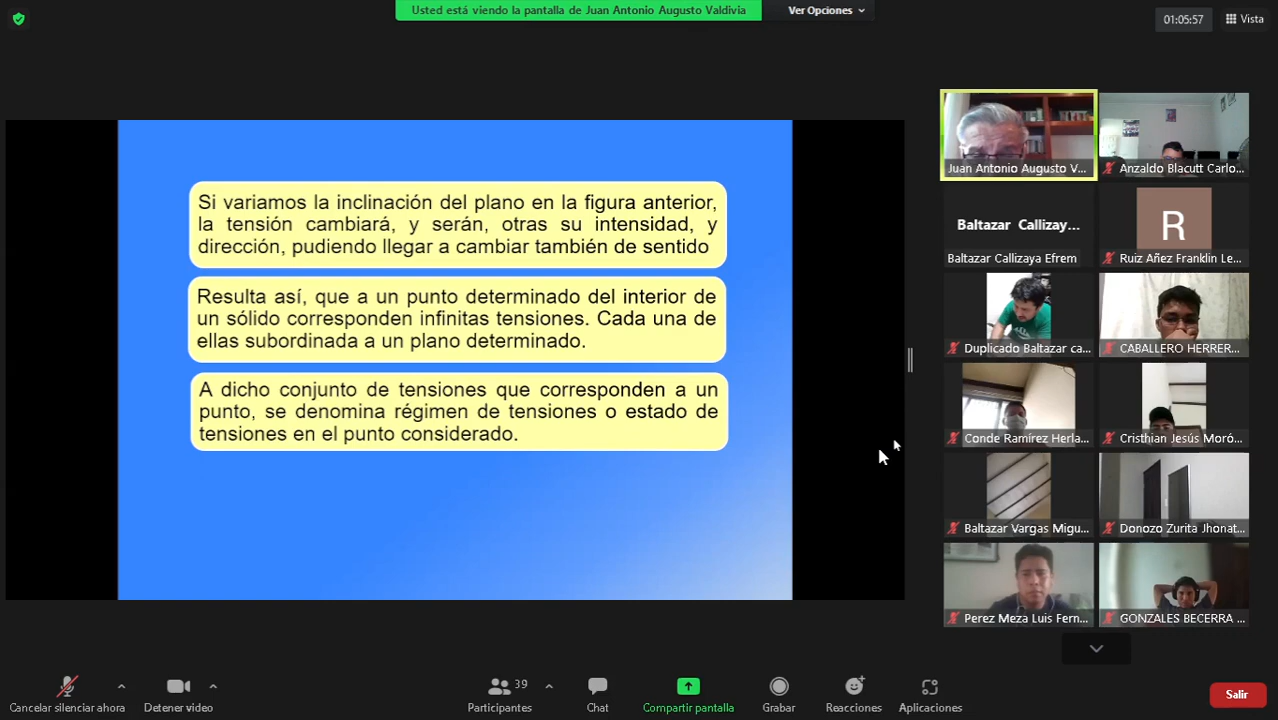 Usted está viendo la pantalla de Juan Antonio Augusto Valdivia
Ver Opciones
01:05:57
Vista
Si variamos la inclinación del plano en la figura anterior,
la tensión cambiará, y serán, otras su intensidad, y
dirección, pudiendo llegar a cambiar también de sentido
Resulta así, que a un punto determinado del interior de
un sólido corresponden infinitas tensiones. Cada una de
ellas subordinada a un plano determinado.
A dicho conjunto de tensiones que corresponden a un
punto, se denomina régimen de tensiones o estado de
tensiones en el punto considerado.
Juan Antonio Augusto V...
Anzaldo Blacutt Carlo...
Baltazar Callizay...
Baltazar Callizaya Efrem
R
Ruiz Añez Franklin Le...
Duplicado Baltazar ca...
CABALLERO HERRER...
Conde Ramírez Herla...
Cristhian Jesús Moró...
Baltazar Vargas Migu...
Donozo Zurita Jhonat...
Perez Meza Luis Fern...
GONZALES BECERRA ...
Cancelar silenciar ahora
Detener video
39
Participantes
Chat
Compartir pantalla
Grabar
Reacciones
Aplicaciones
Salir